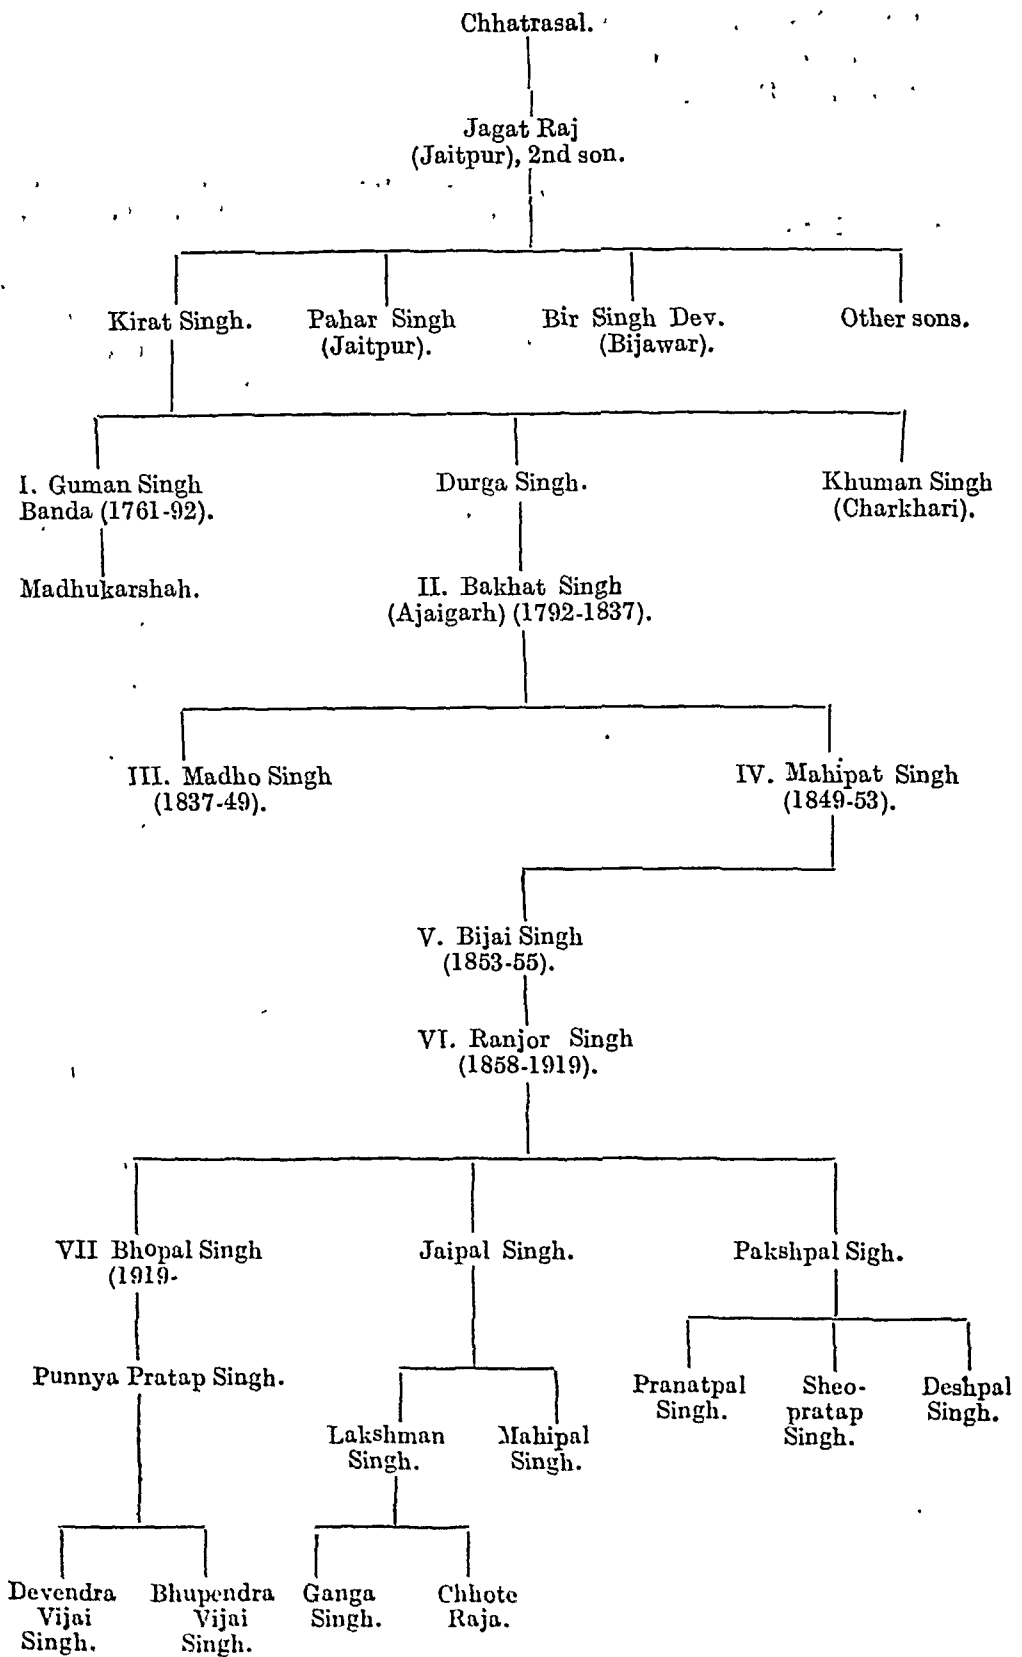 Chhatrasal.
Jagat Raj
(Jaitpur), 2nd son.
Kirat Singh.
Pahar Singh
(Jaitpur).
Bir Singh Dev.
(Bijawar).
Other sons.
I. Guman Singh
Banda (1761-92).
Durga Singh.
Khuman Singh
(Charkhari).
Madhukarshah.
II. Bakhat Singh
(Ajaigarh) (1792-1837).
III. Madho Singh
(1837-49).
IV. Mahipat Singh
(1849-53).
V. Bijai Singh
(1853-55).
VI. Ranjor Singh
(1858-1919).
VII Bhopal Singh
(1919-
Jaipal Singh.
Pakshpal Sigh.
Punnya Pratap Singh.
Lakshman
Singh.
Mahipal
Singh.
Pranatpal
Singh.
Sheo-
pratap
Singh.
Deshpal
Singh.
Devendra
Vijai
Singh.
Bhupendra
Vijai
Singh.
Ganga
Singh.
Chhote
Raja.